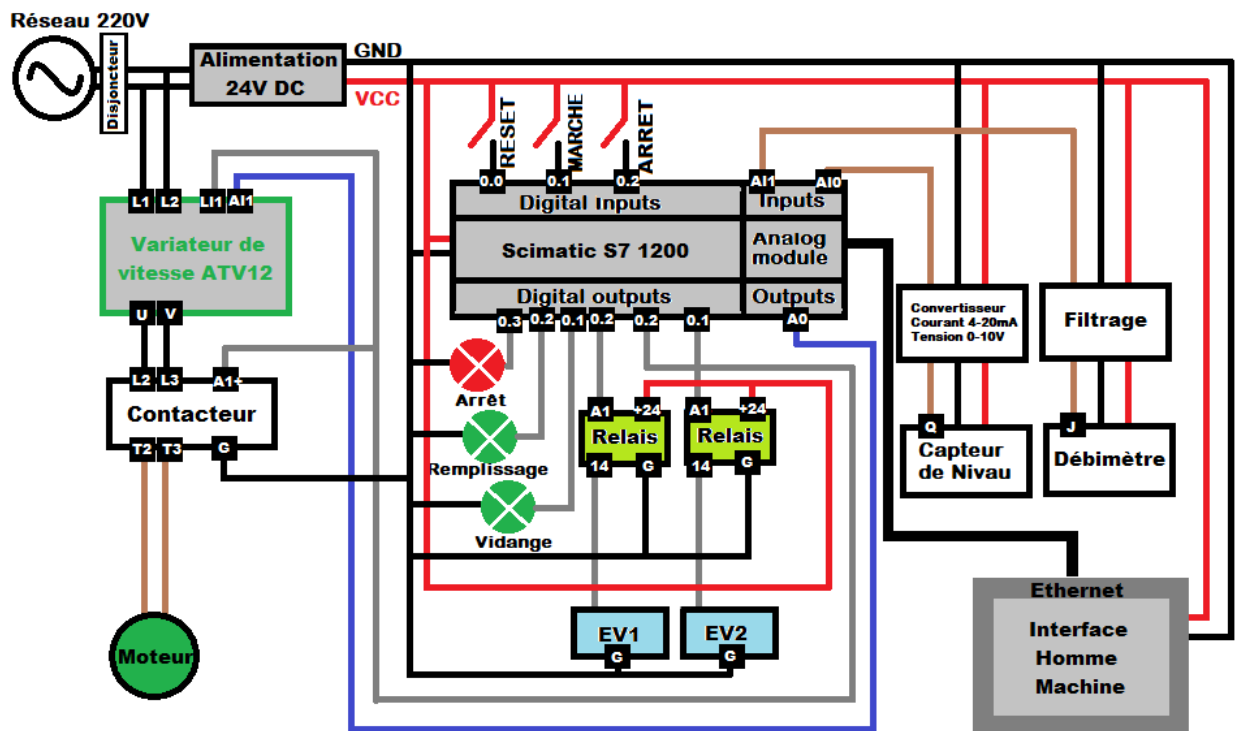 Réseau 220V
Disjoncteur
Alimentation
24V DC
GND
VCC
RESET
MARCHE
ARRET
L1
L2
LI1
AI1
Variateur de
vitesse ATV12
U
V
0.0
0.1
0.2
AI1
AI0
Digital inputs
Inputs
Scimatic S7 1200
Analog
module
Digital outputs
Outputs
0.3
0.2
0.1
0.2
0.2
0.1
A0
Convertisseur
Courant 4-20mA
Tension 0-10V
Filtrage
L2
L3
A1+
Contacteur
T2
T3
G
Arrêt
Remplissage
Vidange
A1
+24
Relais
14
G
A1
+24
Relais
14
G
Q
Capteur
de Nivau
J
Débimètre
EV1
G
EV2
G
Moteur
Ethernet
Interface
Homme
Machine